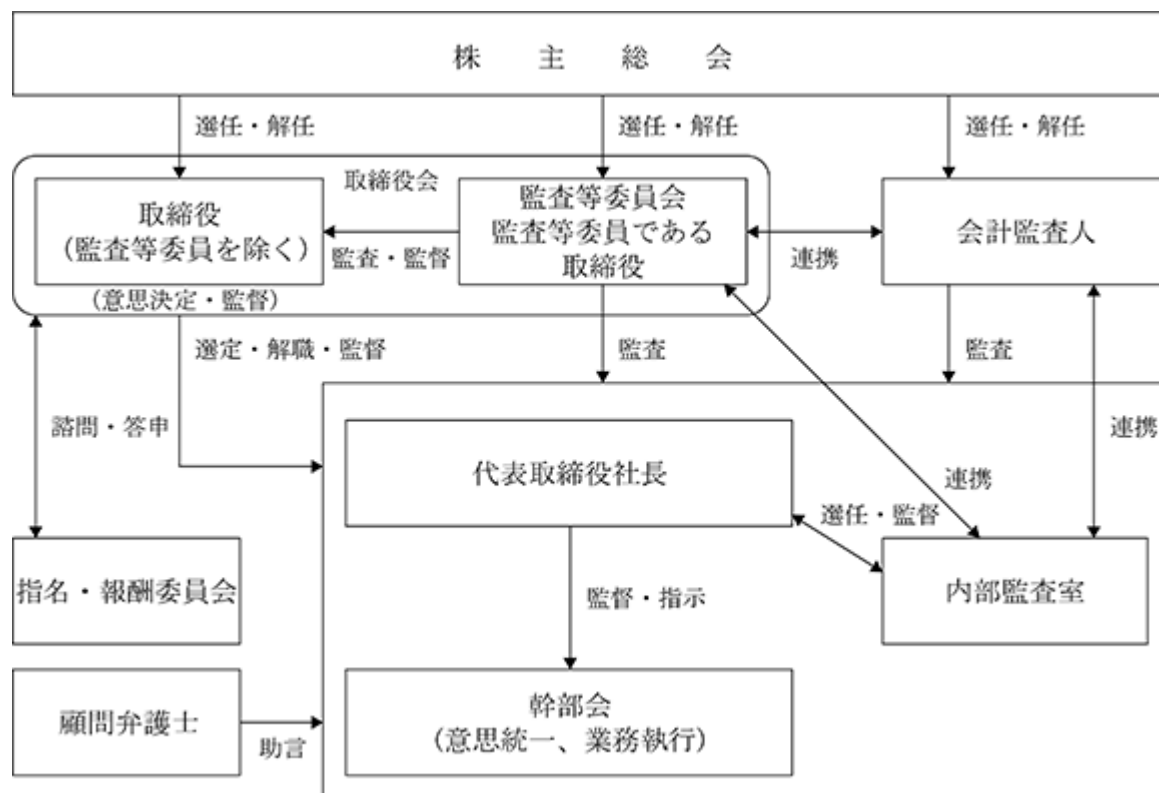 株主総会
選任・解任
選任・解任
選任・解任
取締役会
取締役
(監査等委員を除く)
監査・監督
監査等委員会
監査等委員である
取締役
連携
会計監査人
(意思決定・監督)
選定・解職・監督
監査
監査
諮問・答申
代表取締役社長
連携
連携
選任・監督
指名・報酬委員会
監督・指示
内部監査室
顧問弁護士
助言
幹部会
(意思統一、業務執行)